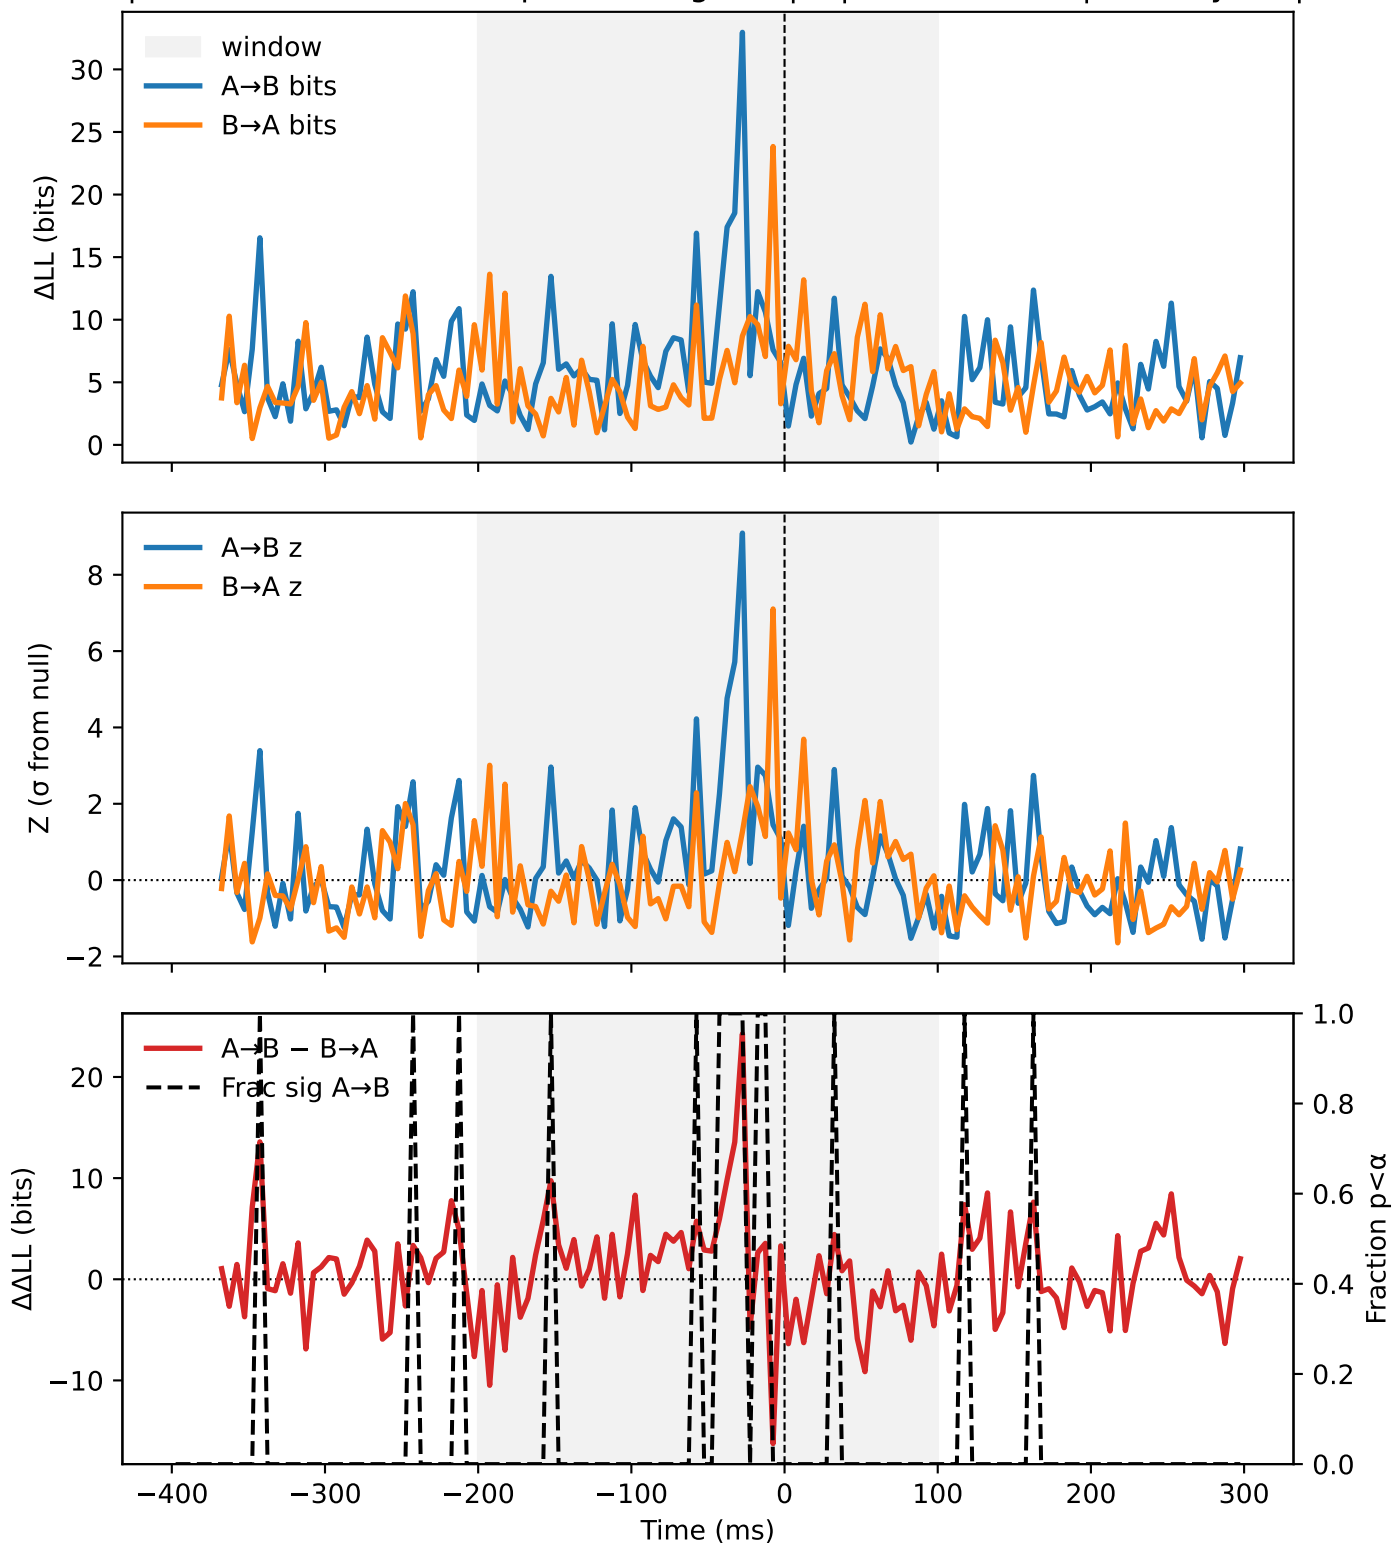 window
A→B bits
B→A bits
ΔLL (bits)
30
25
20
15
10
5
0
A→B z
B→A z
Z (σ from null)
8
6
4
2
0
−2
A→B − B→A
Frac sig A→B
ΔΔLL (bits)
20
10
0
−10
1.0
0.8
0.6
0.4
0.2
0.0
Fraction p<α
−400 −300 −200 −100 0 100 200 300
Time (ms)